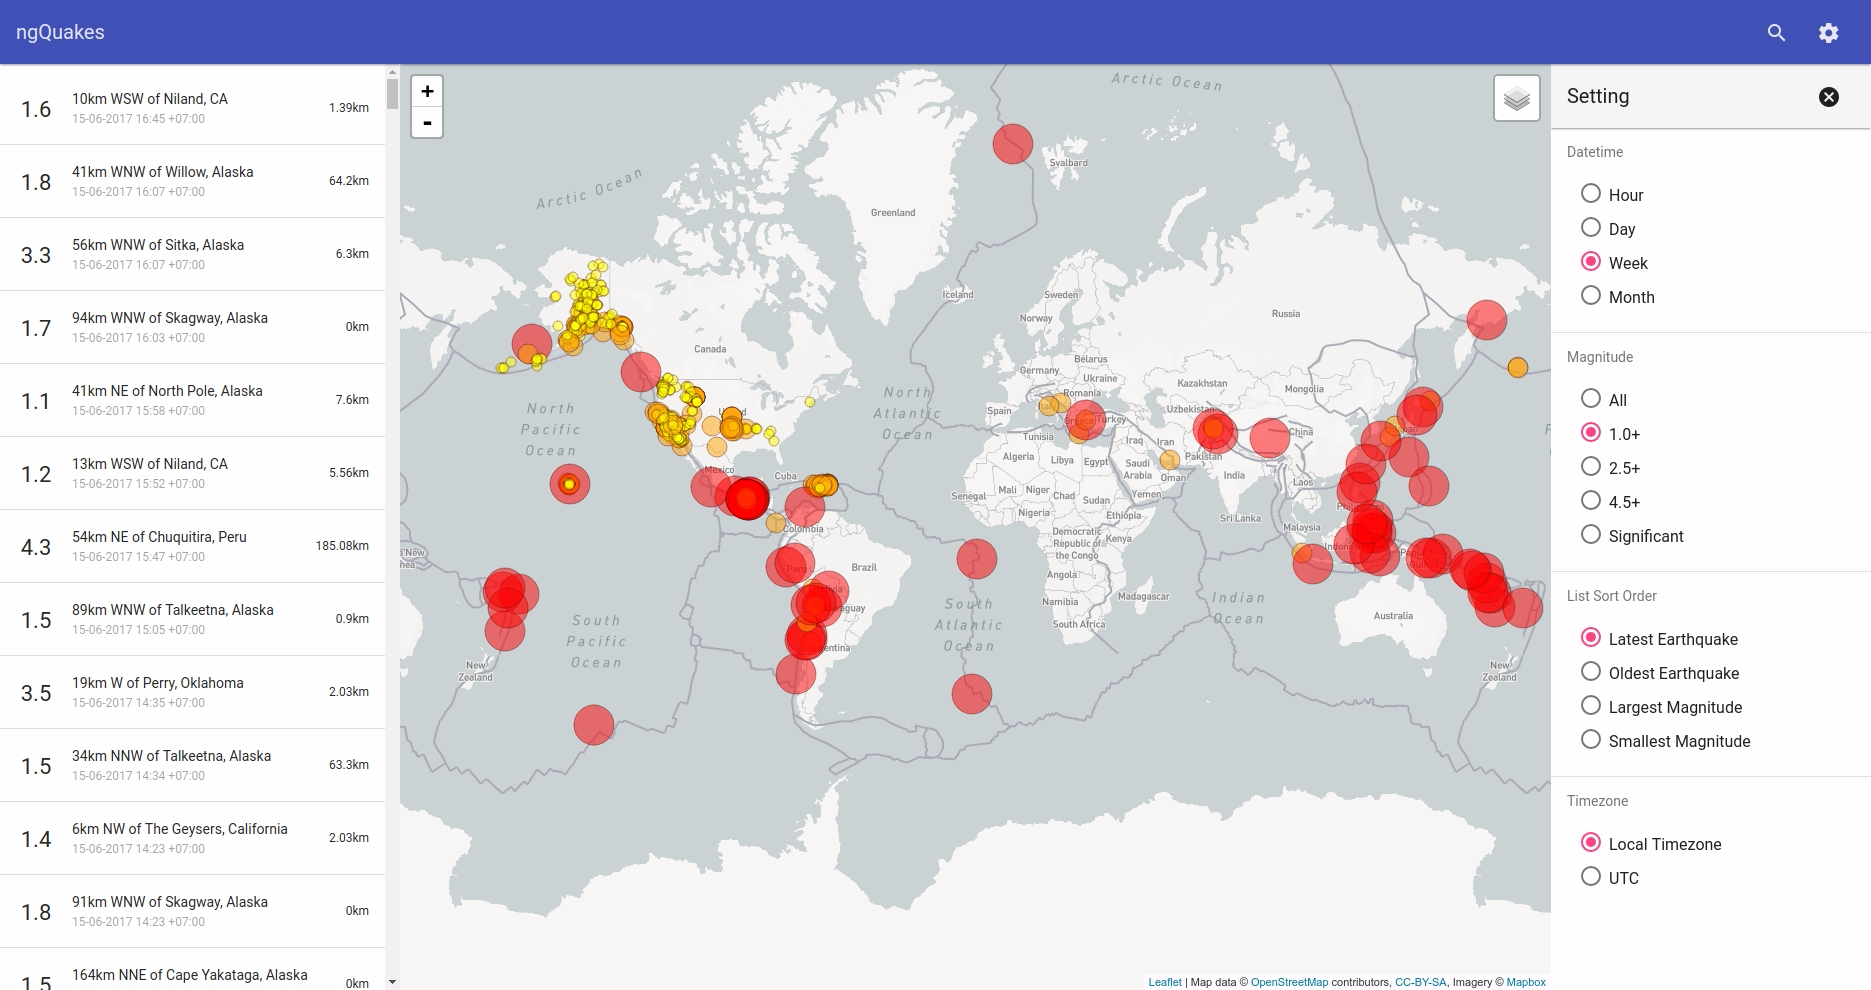 ngQuakes
1.6
10km WSW of Niland, CA
15-06-2017 16:45 +07:00
1.39km
1.8
41km WNW of Willow, Alaska
15-06-2017 16:07 +07:00
64.2km
3.3
56km WNW of Sitka, Alaska
15-06-2017 16:07 +07:00
6.3km
1.7
94km WNW of Skagway, Alaska
15-06-2017 16:03 +07:00
0km
1.1
41km NE of North Pole, Alaska
15-06-2017 15:58 +07:00
7.6km
1.2
13km WSW of Niland, CA
15-06-2017 15:52 +07:00
5.56km
4.3
54km NE of Chuquitira, Peru
15-06-2017 15:47 +07:00
185.08km
1.5
89km WNW of Talkeetna, Alaska
15-06-2017 15:05 +07:00
0.9km
3.5
19km W of Perry, Oklahoma
15-06-2017 14:35 +07:00
2.03km
1.5
34km NNW of Talkeetna, Alaska
15-06-2017 14:34 +07:00
63.3km
1.4
6km NW of The Geysers, California
15-06-2017 14:23 +07:00
2.03km
1.8
91km WNW of Skagway, Alaska
15-06-2017 14:23 +07:00
0km
1.5
164km NNE of Cape Yakataga, Alaska
0km
+
-
Arctic Ocean
Svalbard
Arctic Ocean
Greenland
Iceland
Sweden
Norway
Russia
Canada
Belarus
Germany
Ukraine
Kazakhstan
Mongolia
Romania
North
Pacific
Ocean
North
Atlantic
Ocean
Spain
Greece
Turkey
Uzbekistan
China
Tunisia
Iraq
Iran
Pakistan
Algeria
Libya
Egypt
Saudi
Arabia
Oman
India
Laos
Mexico
Cuba
Senegal
Mali
Niger
Chad
Sudan
Yemen
Nigeria
Ethiopia
Sri Lanka
Malaysia
Colombia
Democratic
Republic of
the Congo
Kenya
Peru
Brazil
Angola
Namibia
Madagascar
South Africa
Indian
Ocean
Australia
South
Pacific
Ocean
South
Atlantic
Ocean
New
Zealand
New
Zealand
Leaflet | Map data © OpenStreetMap contributors, CC-BY-SA, Imagery © Mapbox
Setting
Datetime
Hour
Day
Week
Month
Magnitude
All
1.0+
2.5+
4.5+
Significant
List Sort Order
Latest Earthquake
Oldest Earthquake
Largest Magnitude
Smallest Magnitude
Timezone
Local Timezone
UTC